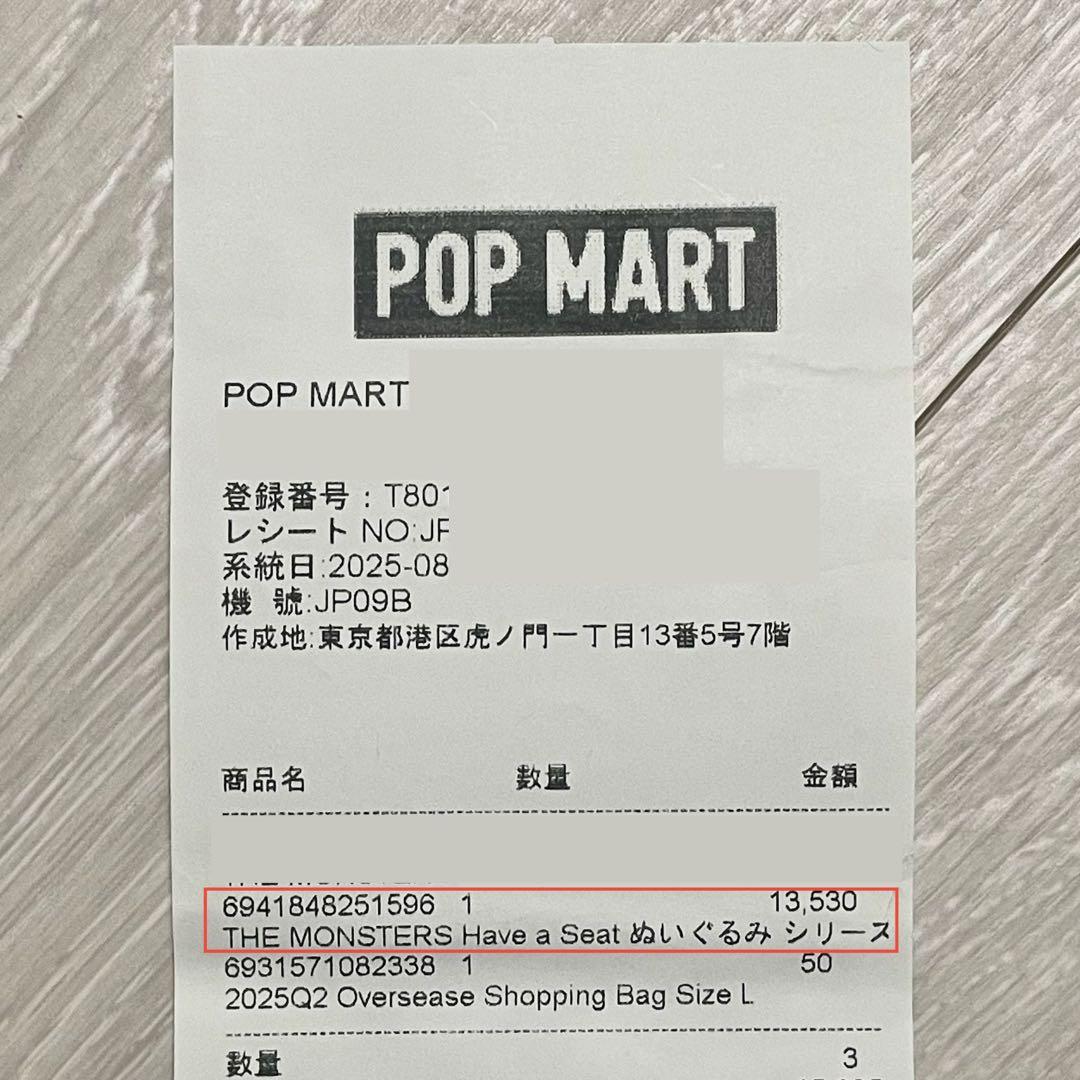 POP MART
POP MART
登録番号 : T801
レシート NO:JP
系統日:2025-08
機 號:JP09B
作成地:東京都港区虎ノ門一丁目13番5号7階
商品名 数量 金額
6941848251596 1 13,530
THE MONSTERS Have a Seat ぬいぐるみ シリーズ
6931571082338 1 50
2025Q2 Oversease Shopping Bag Size L
数量 3